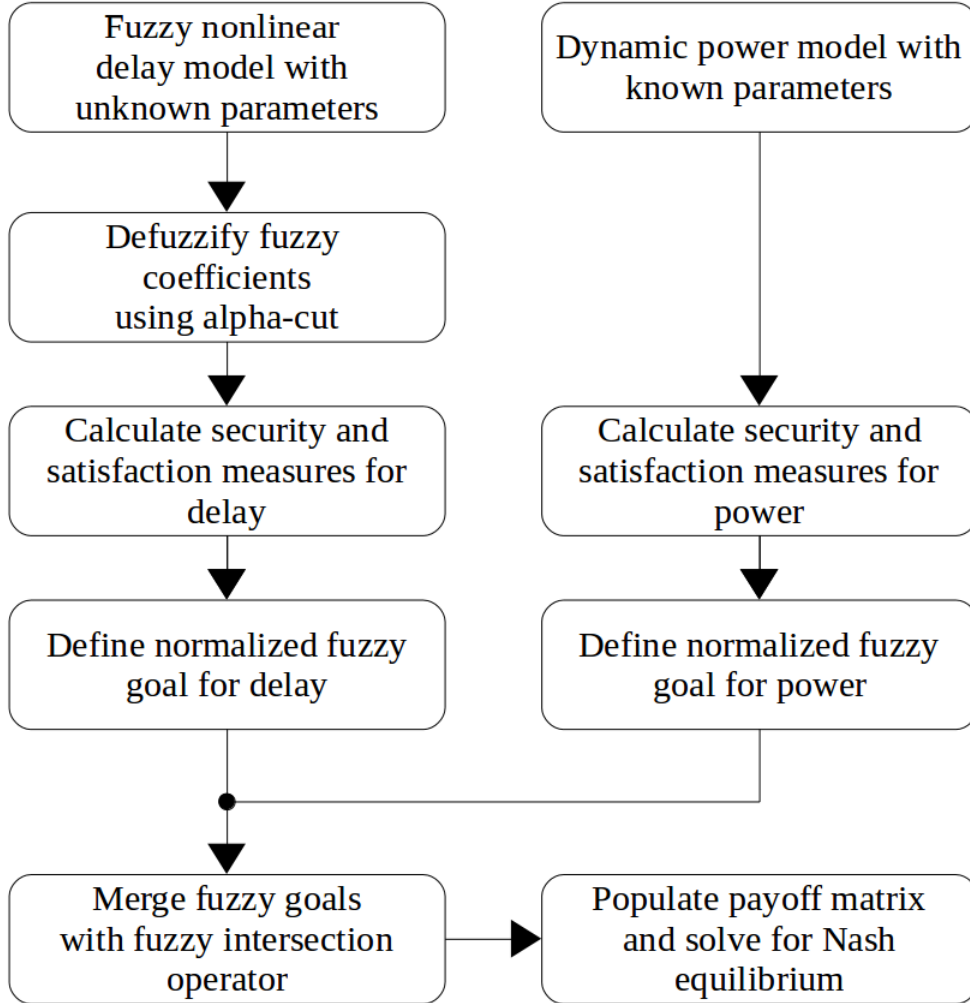 Fuzzy nonlinear
delay model with
unknown parameters
Dynamic power model with
known parameters
Defuzzify fuzzy
coefficients
using alpha-cut
Calculate security and
satisfaction measures for
delay
Calculate security and
satisfaction measures for
power
Define normalized fuzzy
goal for delay
Define normalized fuzzy
goal for power
Merge fuzzy goals
with fuzzy intersection
operator
Populate payoff matrix
and solve for Nash
equilibrium